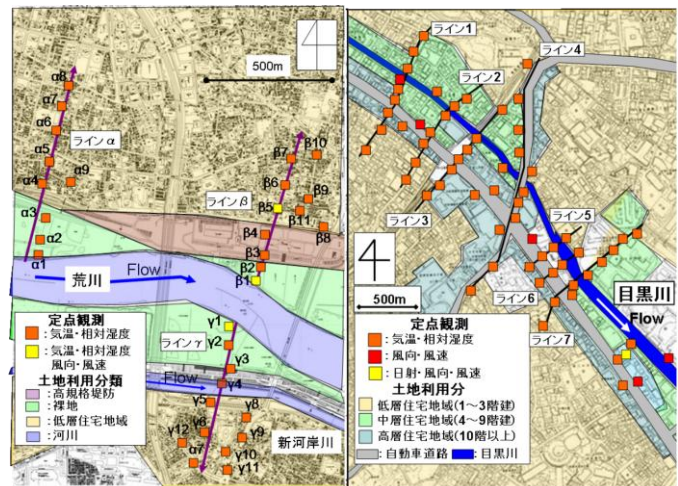 500m
α8
α7
α6
ラインα
α5
α9
α4
α3
α2
α1
β10
β7
β6
ラインβ
β9
β5
β11
β4
β8
β3
β2
β1
荒川
Flow
γ1
ラインγ
γ2
γ3
γ4
Flow
γ5
γ8
γ6
γ9
γ12
α7
γ10
γ11
新河岸川
定点観測
:気温・相対湿度
:気温・相対湿度
風向・風速
土地利用分類
:高規格堤防
:裸地
:低層住宅地域
:河川
ライン1
ライン4
ライン2
ライン3
ライン5
ライン6
ライン7
500m
目黒川
Flow
定点観測
:気温・相対湿度
:風向・風速
:日射・風向・風速
土地利用分
低層住宅地域(1~3階建)
中層住宅地域(4~9階建)
高層住宅地域(10階以上)
:自動車道路
:目黒川